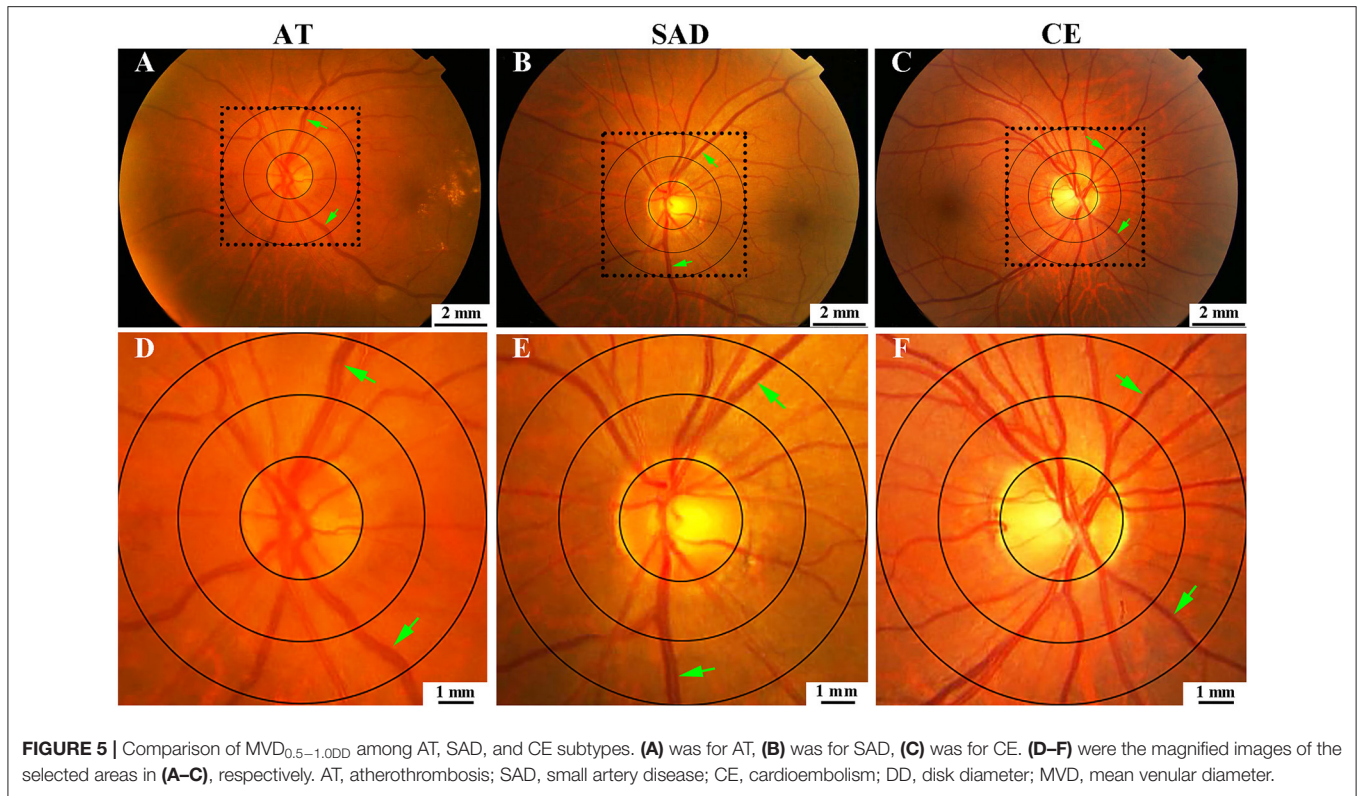 AT SAD CE
A B C
2 mm 2 mm 2 mm
D E F
1 mm 1 mm 1 mm
FIGURE 5 | Comparison of MVD0.5–1.0DD among AT, SAD, and CE subtypes. (A) was for AT, (B) was for SAD, (C) was for CE. (D–F) were the magnified images of the
selected areas in (A–C), respectively. AT, atherothrombosis; SAD, small artery disease; CE, cardioembolism; DD, disk diameter; MVD, mean venular diameter.